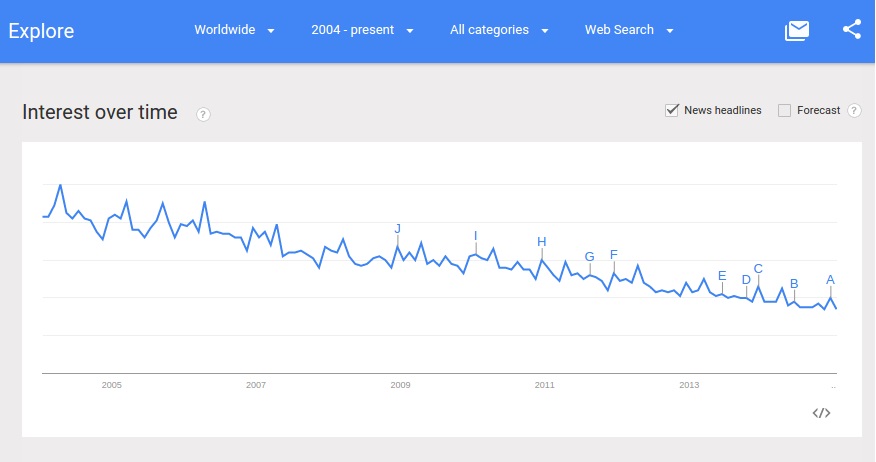 Explore Worldwide 2004 - present All categories Web Search
Interest over time ? News headlines Forecast ?
J
I
H
G F
E D C B A
2005 2007 2009 2011 2013 ..
</>